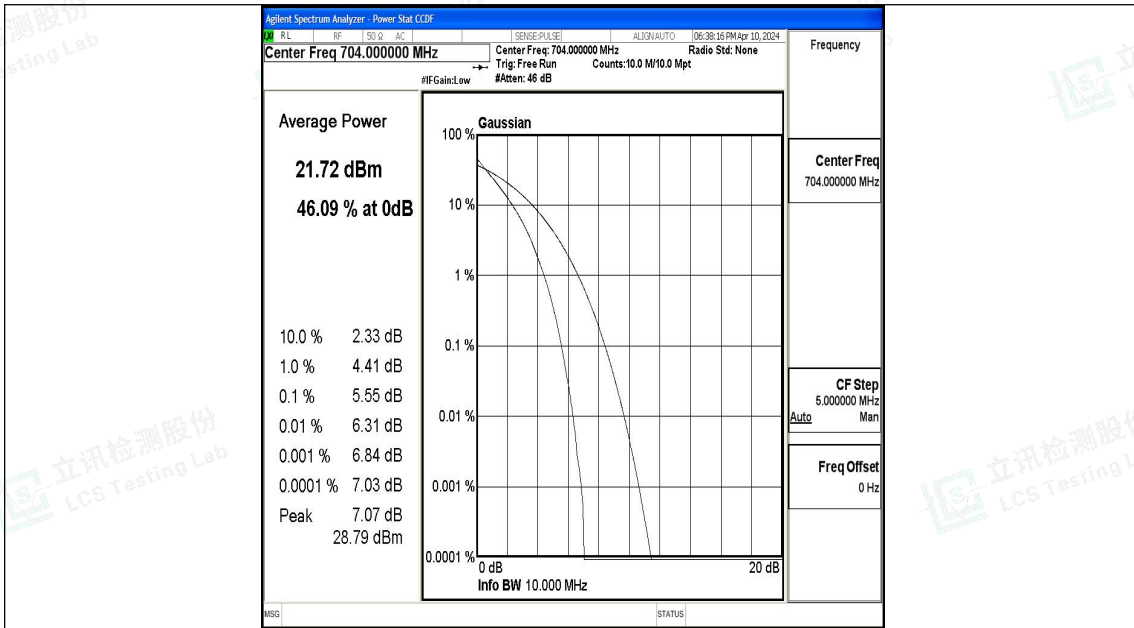 Agilent Spectrum Analyzer - Power Stat CCDF
RL RF 50 Ω AC SENSE:PULSE ALIGN AUTO 06:38:16 PM Apr 10, 2024
Center Freq 704.000000 MHz
Center Freq: 704.000000 MHz Radio Std: None
Trig: Free Run Counts:10.0 M/10.0 Mpt
#IFGain:Low #Atten: 46 dB
Frequency
Average Power
21.72 dBm
46.09 % at 0dB
10.0 % 2.33 dB
1.0 % 4.41 dB
0.1 % 5.55 dB
0.01 % 6.31 dB
0.001 % 6.84 dB
0.0001 % 7.03 dB
Peak 7.07 dB
28.79 dBm
Gaussian
100 %
10 %
1 %
0.1 %
0.01 %
0.001 %
0.0001 %
0 dB 20 dB
Info BW 10.000 MHz
Center Freq
704.000000 MHz
CF Step
5.000000 MHz
Auto Man
Freq Offset
0 Hz
MSG STATUS
立讯检测股份
LCS Testing Lab
立讯检测股
LCS Testing L
测股份
sting Lab
立